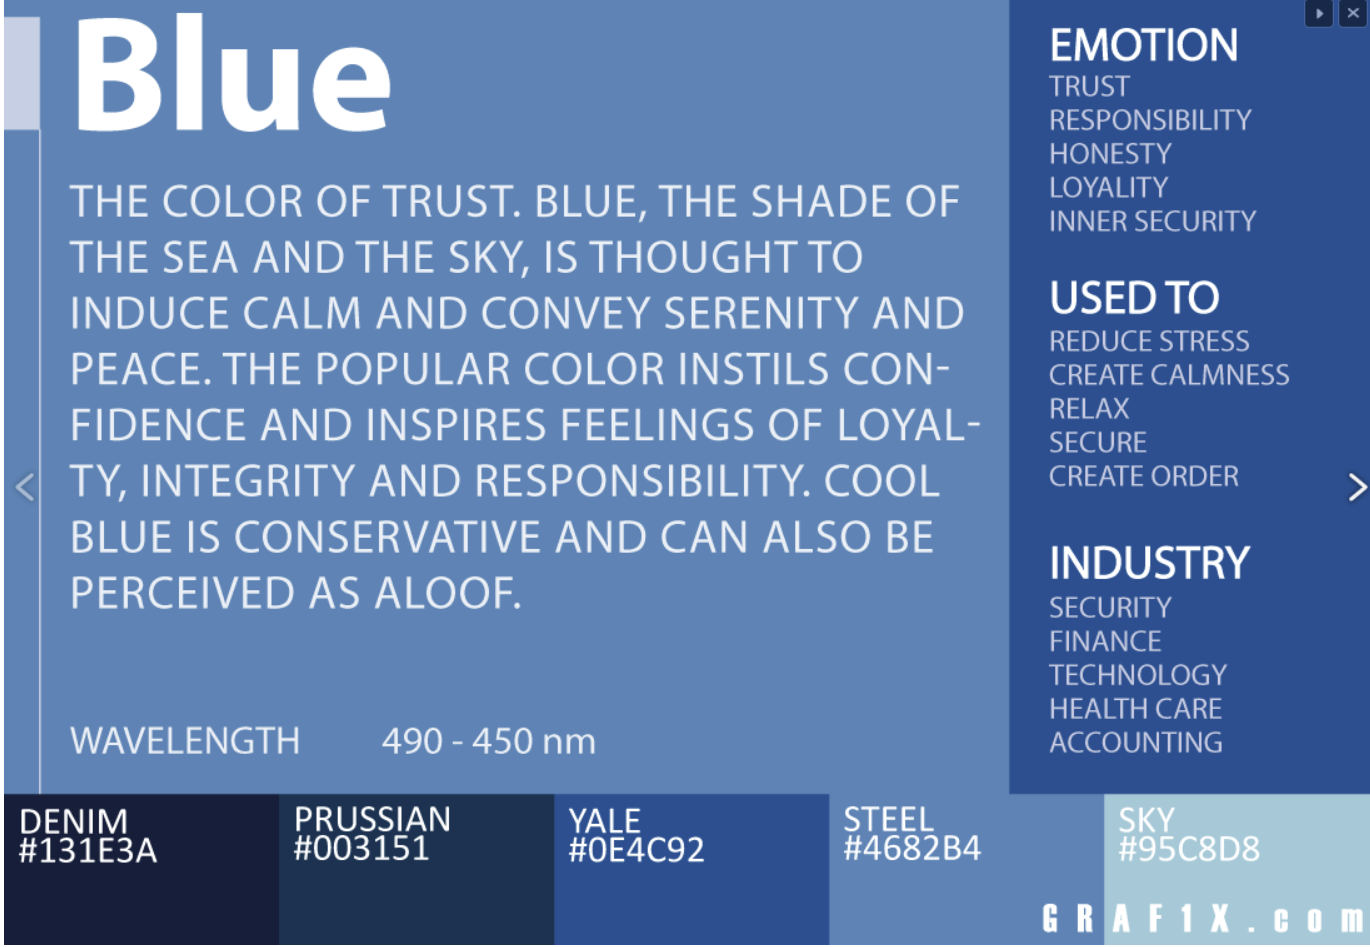 Blue
THE COLOR OF TRUST. BLUE, THE SHADE OF
THE SEA AND THE SKY, IS THOUGHT TO
INDUCE CALM AND CONVEY SERENITY AND
PEACE. THE POPULAR COLOR INSTILS CON-
FIDENCE AND INSPIRES FEELINGS OF LOYAL-
TY, INTEGRITY AND RESPONSIBILITY. COOL
BLUE IS CONSERVATIVE AND CAN ALSO BE
PERCEIVED AS ALOOF.
WAVELENGTH 490 - 450 nm
EMOTION
TRUST
RESPONSIBILITY
HONESTY
LOYALITY
INNER SECURITY
USED TO
REDUCE STRESS
CREATE CALMNESS
RELAX
SECURE
CREATE ORDER
INDUSTRY
SECURITY
FINANCE
TECHNOLOGY
HEALTH CARE
ACCOUNTING
DENIM
#131E3A
PRUSSIAN
#003151
YALE
#0E4C92
STEEL
#4682B4
SKY
#95C8D8
GRAF1X.com